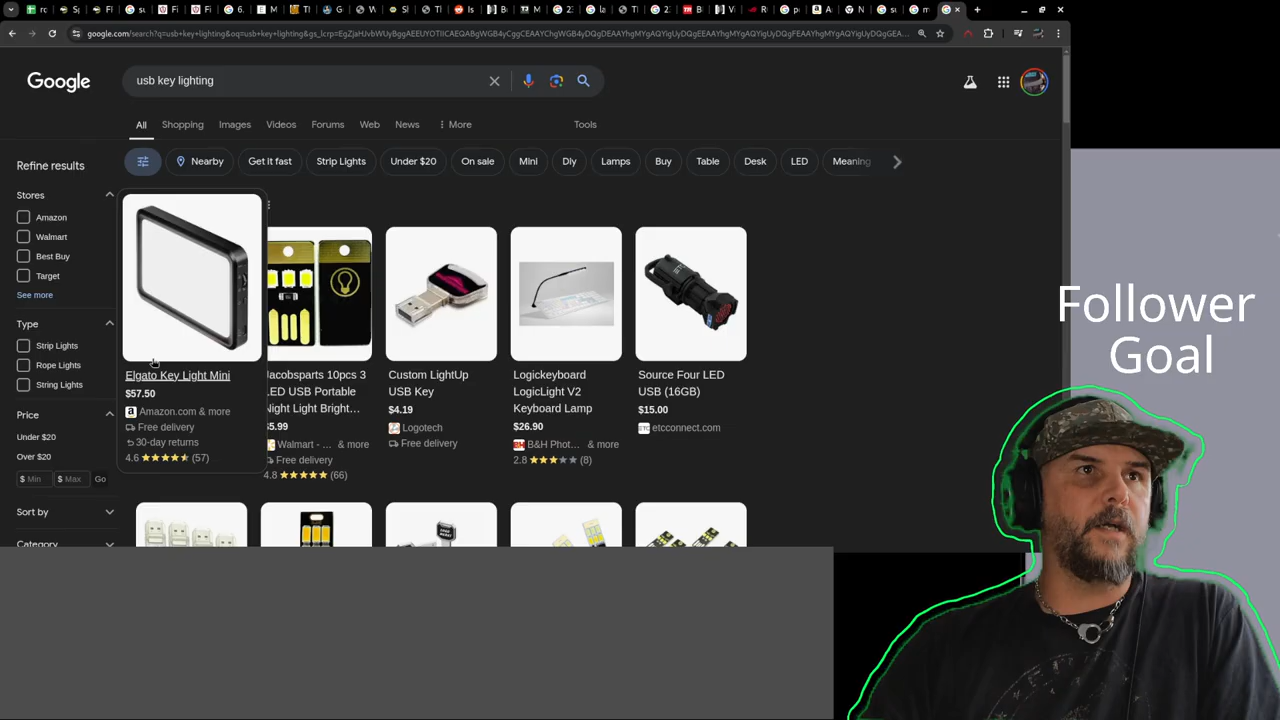 google.com/search?q=usb+key+lighting&oq=usb+key+lighting&gs_lcrp=
Google
usb key lighting
All
Shopping
Images
Videos
Forums
Web
News
More
Tools
Refine results
Nearby
Get it fast
Strip Lights
Under $20
On sale
Mini
Diy
Lamps
Buy
Table
Desk
LED
Meaning
Stores
Amazon
Walmart
Best Buy
Target
See more
Type
Strip Lights
Rope Lights
String Lights
Price
Under $20
Over $20
$ Min
$ Max
Go
Sort by
Category
Elgato Key Light Mini
$57.50
Amazon.com & more
Free delivery
30-day returns
4.6
(57)
Jacobsparts 10pcs 3
LED USB Portable
Night Light Bright...
$5.99
Walmart - ... & more
Free delivery
4.8
(66)
Custom LightUp
USB Key
$4.19
Logotech
Free delivery
Logickeyboard
LogicLight V2
Keyboard Lamp
$26.90
B&H Phot... & more
2.8
(8)
Source Four LED
USB (16GB)
$15.00
etcconnect.com
Follower
Goal